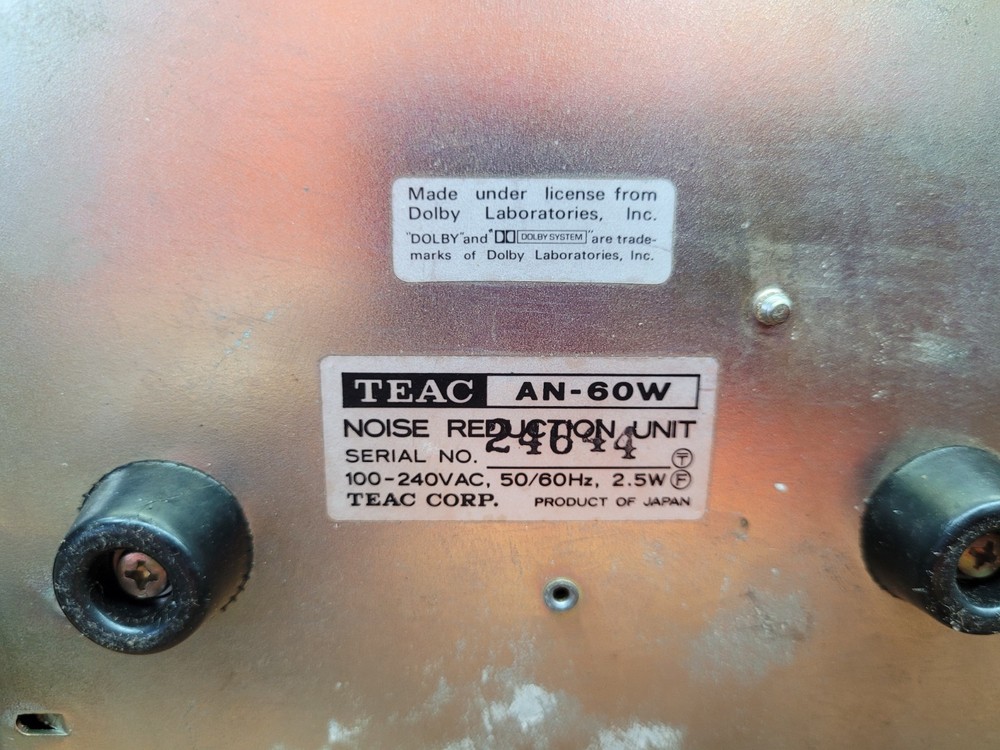 Made under license from
Dolby Laboratories, Inc.
"DOLBY" and "DOLBY SYSTEM" are trade-
marks of Dolby Laboratories, Inc.
TEAC AN-60W
NOISE REDUCTION UNIT
SERIAL NO. 24644
100-240VAC, 50/60Hz, 2.5W
TEAC CORP. PRODUCT OF JAPAN